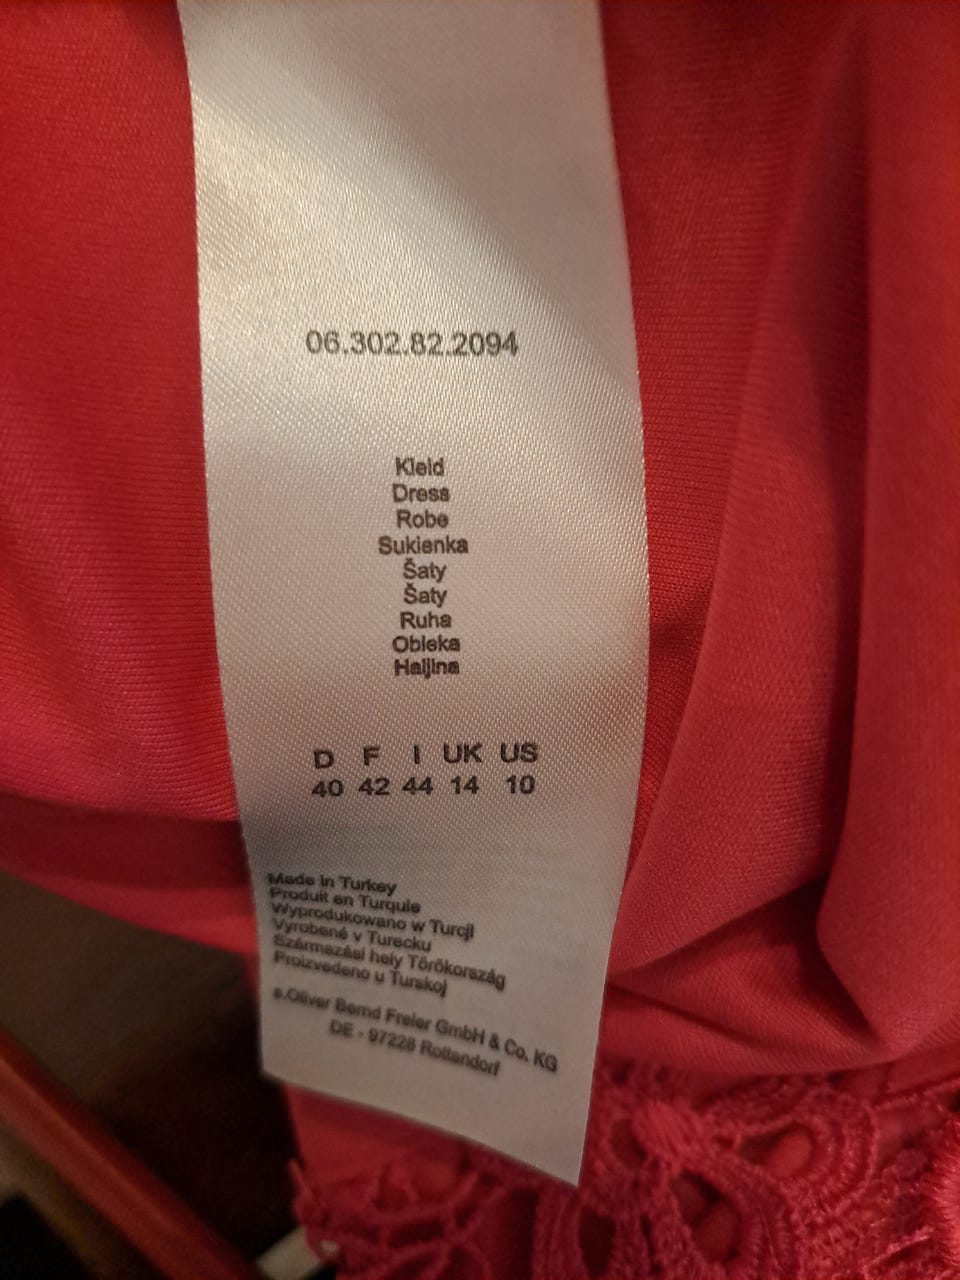 06.302.82.2094
Kleid
Dress
Robe
Sukienka
Šaty
Šaty
Ruha
Obleka
Haljina
D F I UK US
40 42 44 14 10
Made in Turkey
Produit en Turquie
Wyprodukowano w Turcji
Vyrobené v Turecku
Származási hely Törökország
Proizvedeno u Turskoj
s.Oliver Bernd Freier GmbH & Co. KG
DE - 97228 Rottendorf